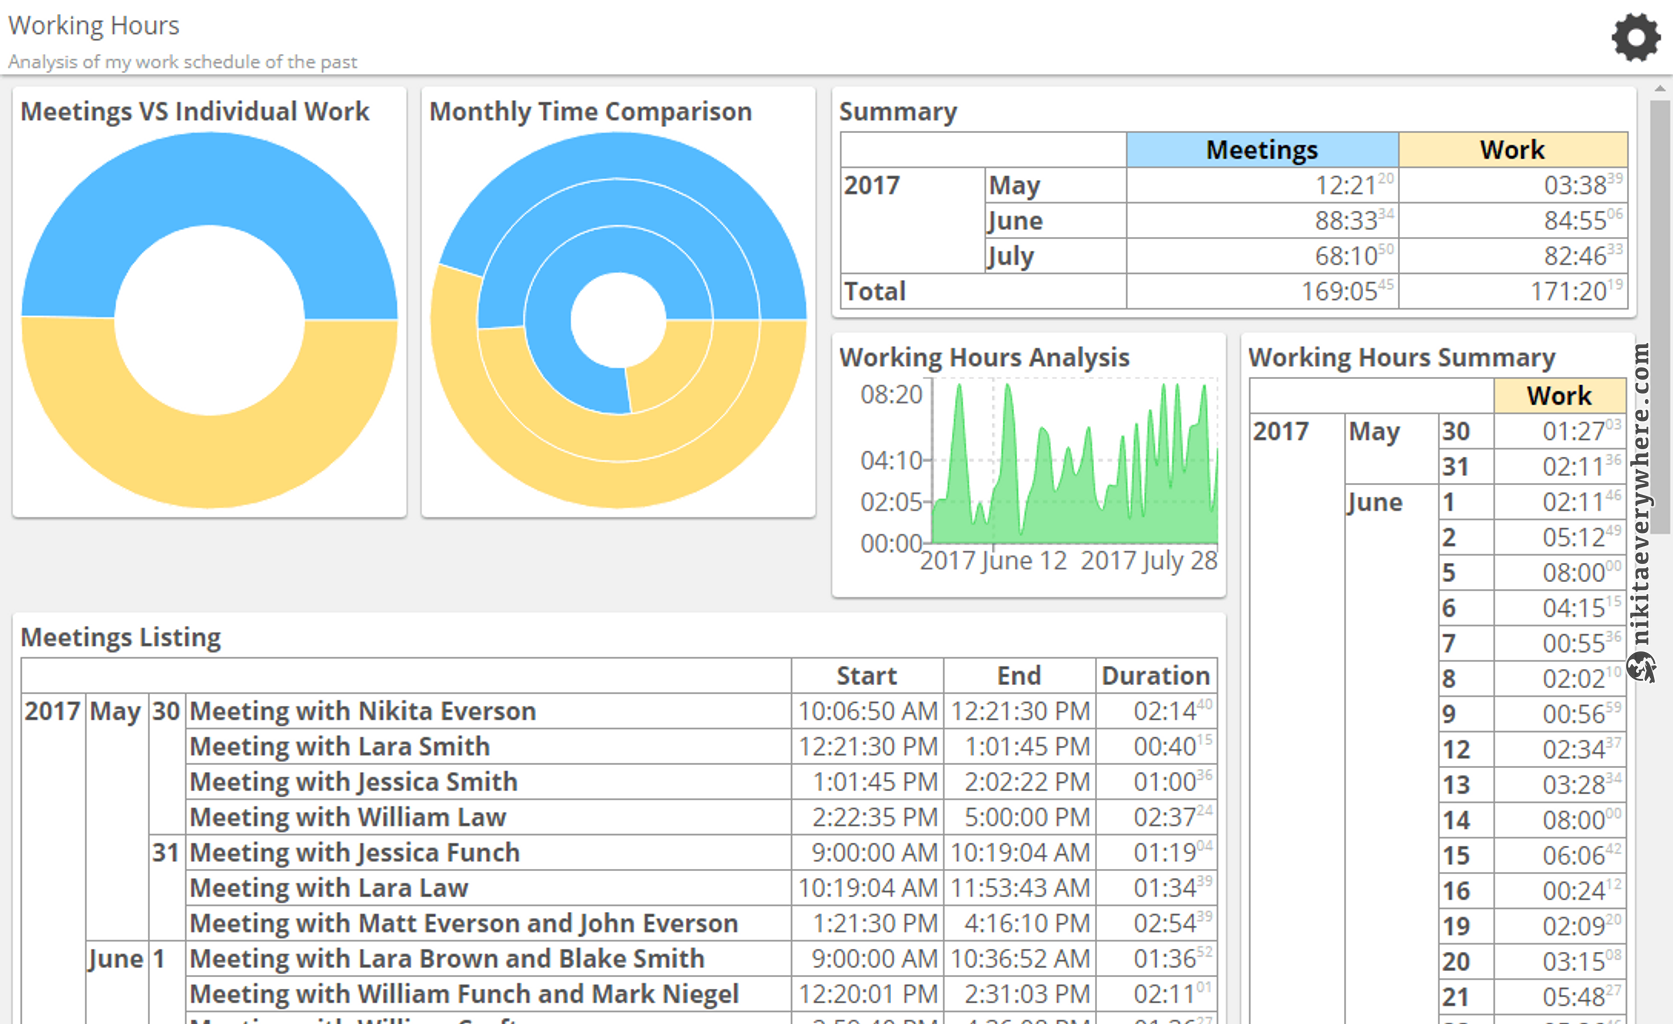 Working Hours
Analysis of my work schedule of the past
Meetings VS Individual Work
Monthly Time Comparison
Summary
Meetings Work
2017 May 12:21 20 03:38 39
June 88:33 34 84:55 06
July 68:10 50 82:46 33
Total 169:05 45 171:20 19
Working Hours Analysis
08:20
04:10
02:05
00:00
2017 June 12 2017 July 28
Working Hours Summary
Work
2017 May 30 01:27 03
31 02:11 36
June 1 02:11 46
2 05:12 49
5 08:00 00
6 04:15 15
7 00:55 36
8 02:02 10
9 00:56 59
12 02:34 37
13 03:28 34
14 08:00 00
15 06:06 42
16 00:24 12
19 02:09 20
20 03:15 08
21 05:48 27
Meetings Listing
Start End Duration
2017 May 30 Meeting with Nikita Everson 10:06:50 AM 12:21:30 PM 02:14 40
Meeting with Lara Smith 12:21:30 PM 1:01:45 PM 00:40 15
Meeting with Jessica Smith 1:01:45 PM 2:02:22 PM 01:00 36
Meeting with William Law 2:22:35 PM 5:00:00 PM 02:37 24
31 Meeting with Jessica Funch 9:00:00 AM 10:19:04 AM 01:19 04
Meeting with Lara Law 10:19:04 AM 11:53:43 AM 01:34 39
Meeting with Matt Everson and John Everson 1:21:30 PM 4:16:10 PM 02:54 39
June 1 Meeting with Lara Brown and Blake Smith 9:00:00 AM 10:36:52 AM 01:36 52
Meeting with William Funch and Mark Niegel 12:20:01 PM 2:31:03 PM 02:11 01
nikitaeverywhere.com